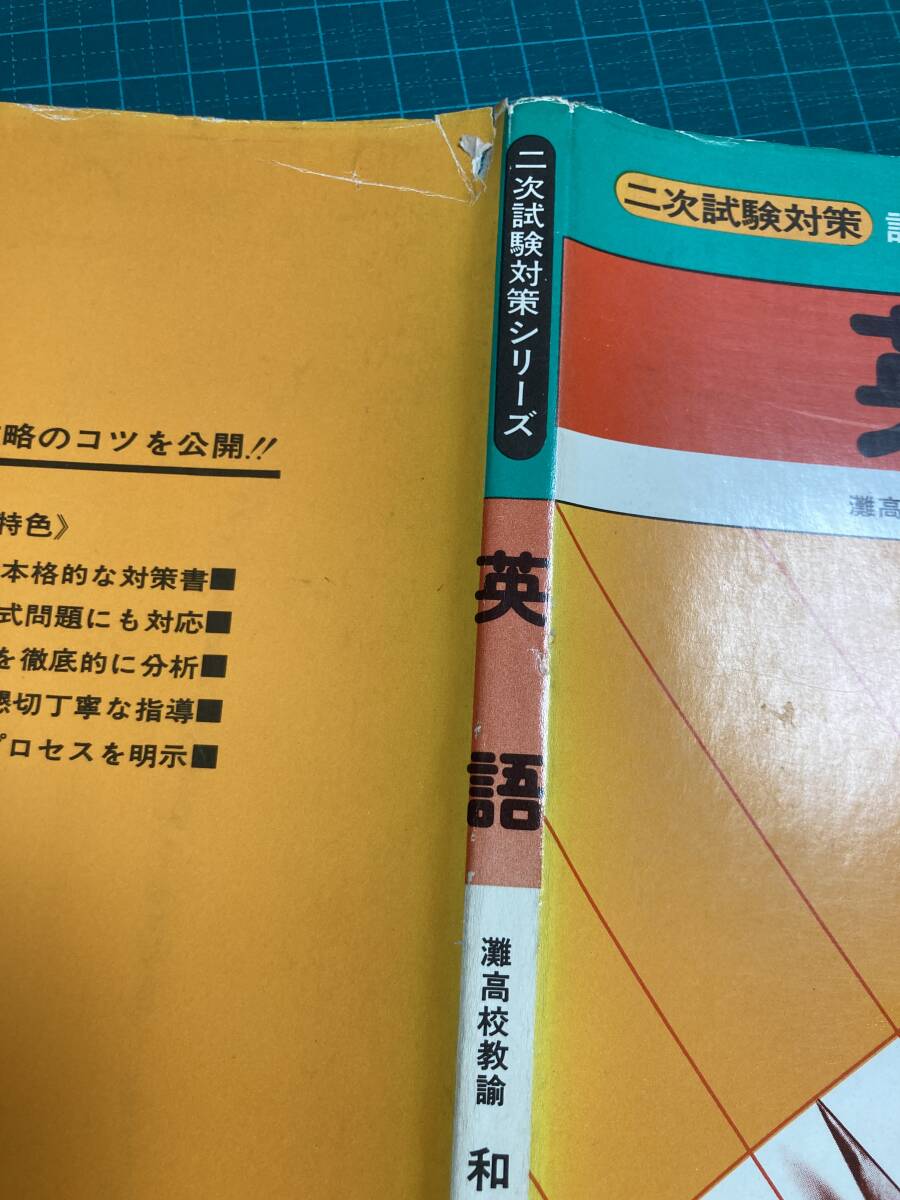 略のコツを公開!!
特色》
本格的な対策書■
式問題にも対応■
を徹底的に分析■
懇切丁寧な指導■
プロセスを明示■
二次試験対策シリーズ
英語
灘高校教諭 和
二次試験対策
英
灘高